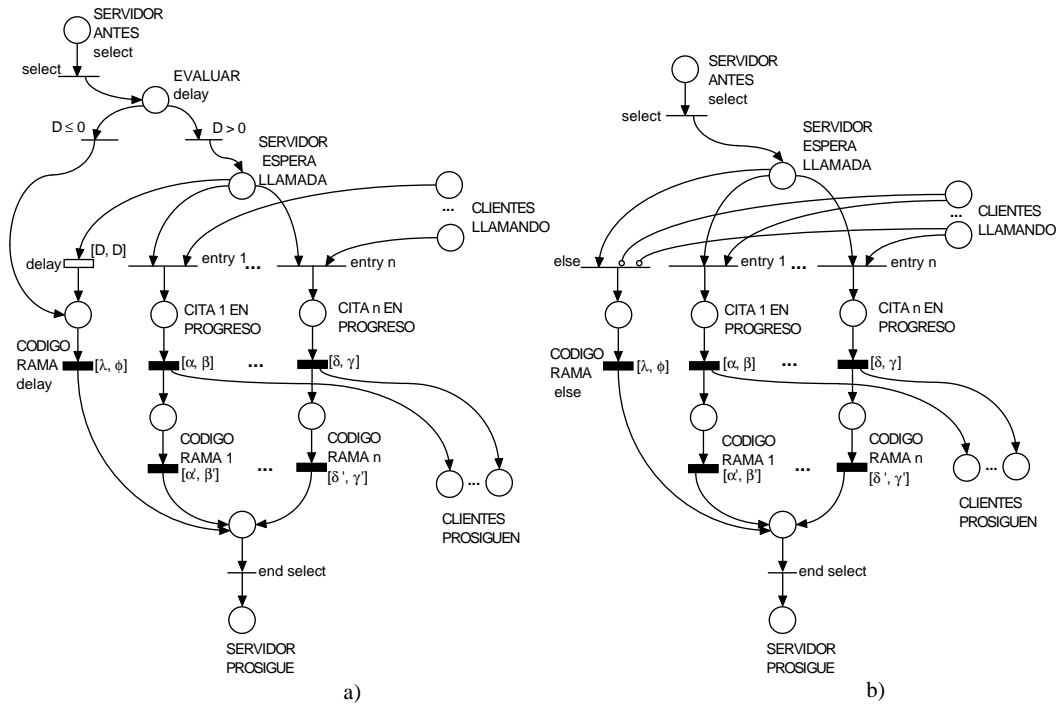 SERVIDOR
ANTES
select
select
EVALUAR
delay
D ≤ 0
D > 0
SERVIDOR
ESPERA
LLAMADA
...
CLIENTES
LLAMANDO
delay
[D, D]
entry 1
...
entry n
CITA 1 EN
PROGRESO
CITA n EN
PROGRESO
CODIGO
RAMA
delay
[λ, φ]
[α, β]
...
[δ, γ]
CODIGO
RAMA 1
[α', β']
...
CODIGO
RAMA n
[δ ', γ ']
...
CLIENTES
PROSIGUEN
end select
SERVIDOR
PROSIGUE
a)
SERVIDOR
ANTES
select
select
SERVIDOR
ESPERA
LLAMADA
...
CLIENTES
LLAMANDO
else
entry 1
...
entry n
CITA 1 EN
PROGRESO
CITA n EN
PROGRESO
CODIGO
RAMA
else
[λ, φ]
[α, β]
...
[δ, γ]
CODIGO
RAMA 1
[α', β']
...
CODIGO
RAMA n
[δ ', γ ']
...
CLIENTES
PROSIGUEN
end select
SERVIDOR
PROSIGUE
b)